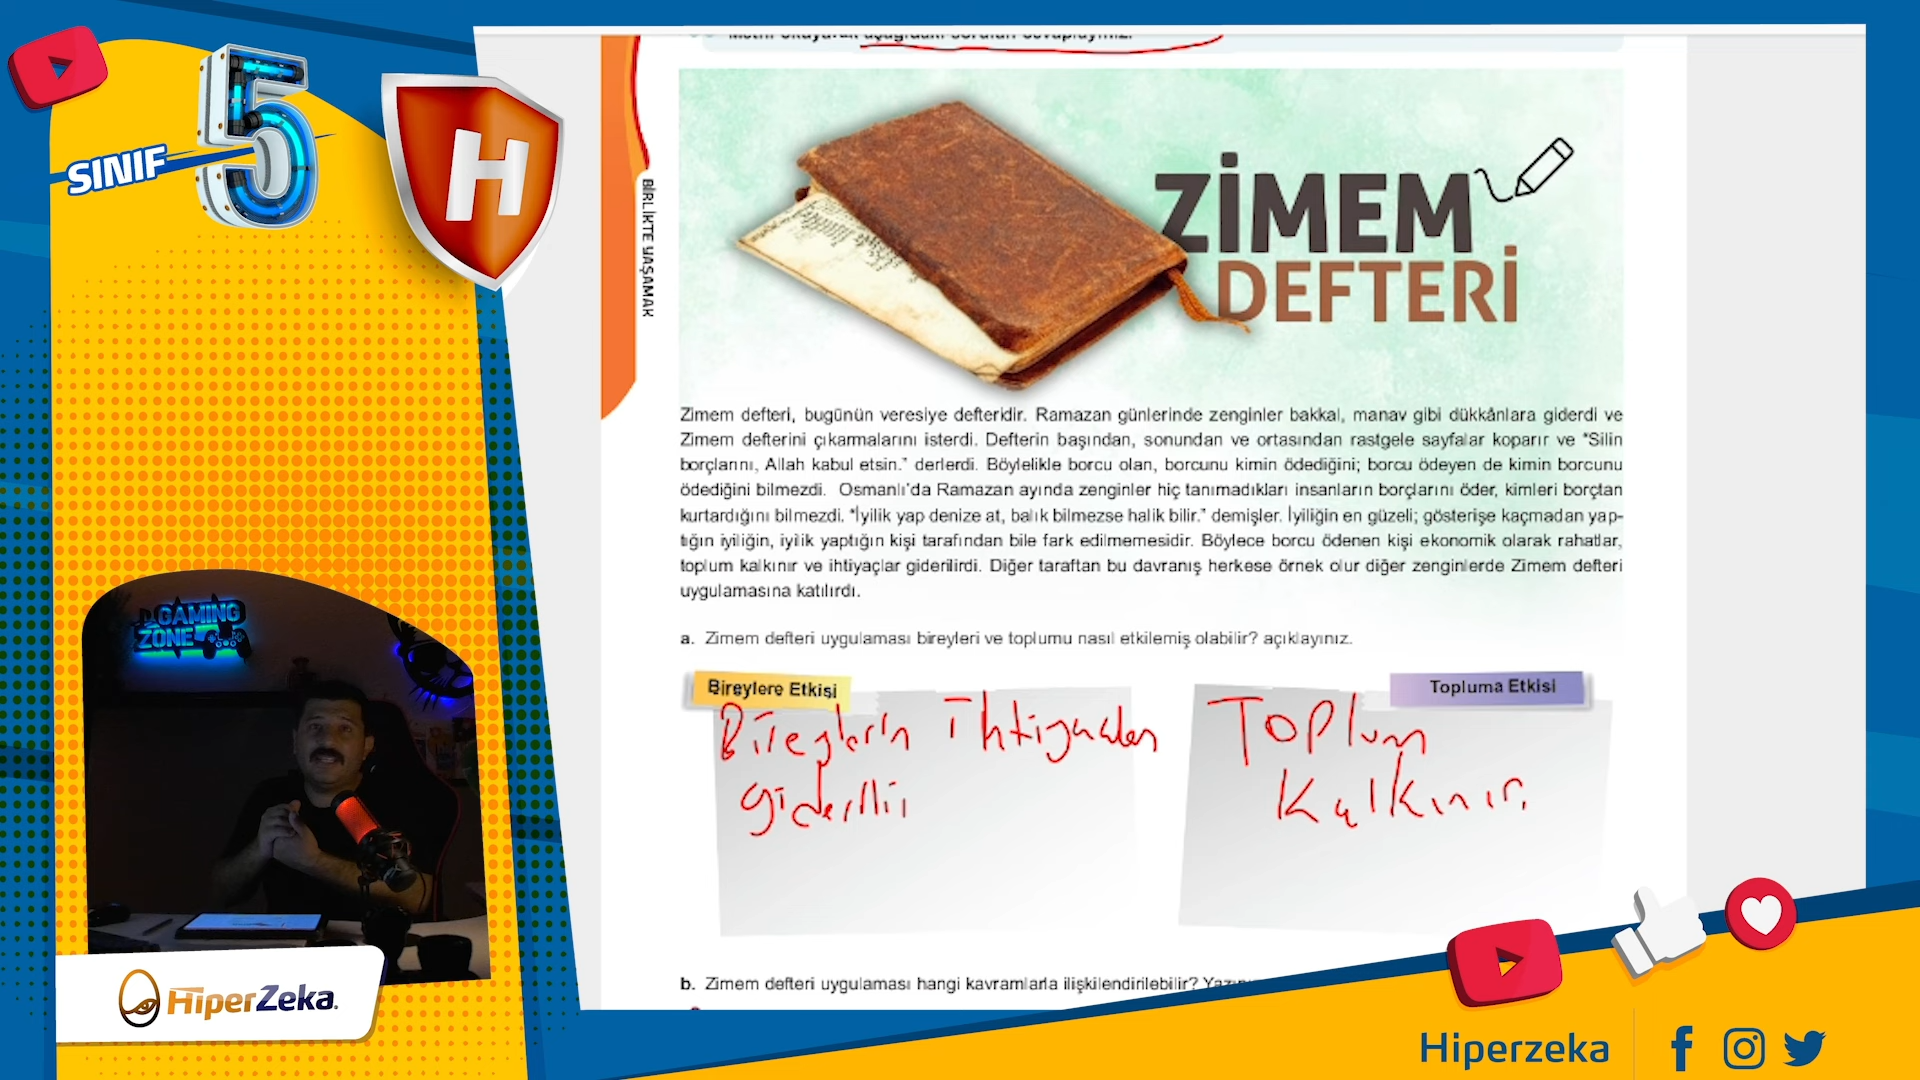 SINIF
5
H
GAMING
ZONE
HiperZeka.
BİRLİKTE YAŞAMAK
Metni okuyarak aşağıdaki soruları cevaplayınız.
ZİMEM
DEFTERİ
Zimem defteri, bugünün veresiye defteridir. Ramazan günlerinde zenginler bakkal, manav gibi dükkânlara giderdi ve
Zimem defterini çıkarmalarını isterdi. Defterin başından, sonundan ve ortasından rastgele sayfalar koparır ve “Silin
borçlarını, Allah kabul etsin.” derlerdi. Böylelikle borcu olan, borcunu kimin ödediğini; borcu ödeyen de kimin borcunu
ödediğini bilmezdi. Osmanlı'da Ramazan ayında zenginler hiç tanımadıkları insanların borçlarını öder, kimleri borçtan
kurtardığını bilmezdi. “İyilik yap denize at, balık bilmezse halik bilir.” demişler. İyiliğin en güzeli; gösterişe kaçmadan yap-
tığın iyiliğin, iyilik yaptığın kişi tarafından bile fark edilmemesidir. Böylece borcu ödenen kişi ekonomik olarak rahatlar,
toplum kalkınır ve ihtiyaçlar giderilirdi. Diğer taraftan bu davranış herkese örnek olur diğer zenginlerde Zimem defteri
uygulamasına katılırdı.
a. Zimem defteri uygulaması bireyleri ve toplumu nasıl etkilemiş olabilir? açıklayınız.
Bireylere Etkisi
Bireylerin ihtiyaçları
giderilir
Topluma Etkisi
Toplum
Kalkınır.
b. Zimem defteri uygulaması hangi kavramlarla ilişkilendirilebilir?
Hiperzeka